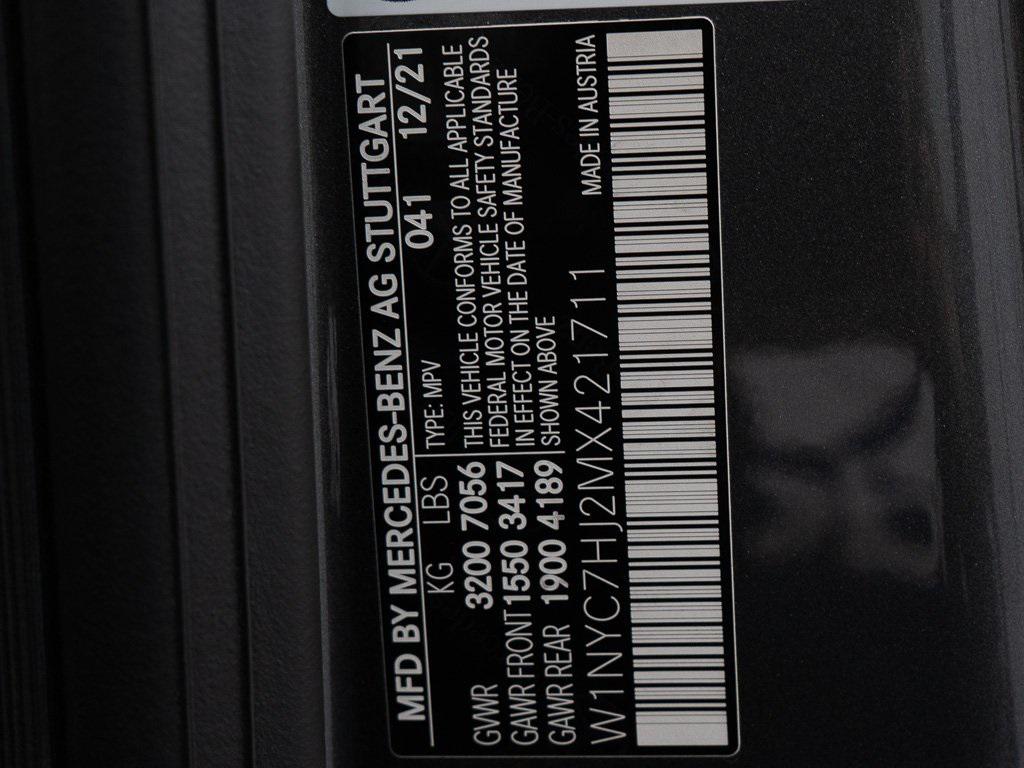 MFD BY MERCEDES-BENZ AG STUTTGART
KG LBS TYPE: MPV 041 12/21
GVWR 3200 7056
GAWR FRONT 1550 3417
GAWR REAR 1900 4189
THIS VEHICLE CONFORMS TO ALL APPLICABLE
FEDERAL MOTOR VEHICLE SAFETY STANDARDS
IN EFFECT ON THE DATE OF MANUFACTURE
SHOWN ABOVE
W1NYC7HJ2MX421711 MADE IN AUSTRIA